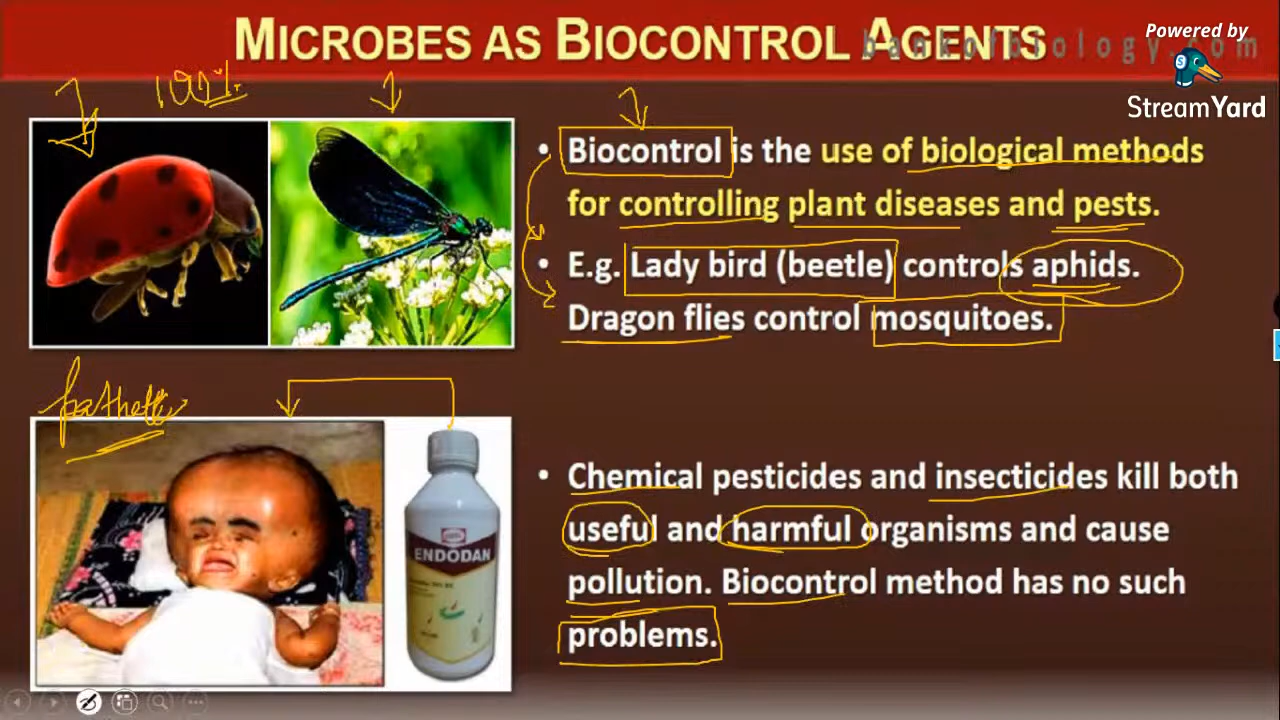 MICROBES AS BIOCONTROL AGENTS
bankofbiology.com
Powered by
StreamYard
• Biocontrol is the use of biological methods
for controlling plant diseases and pests.
• E.g. Lady bird (beetle) controls aphids.
Dragon flies control mosquitoes.
ENDODAN
• Chemical pesticides and insecticides kill both
useful and harmful organisms and cause
pollution. Biocontrol method has no such
problems.